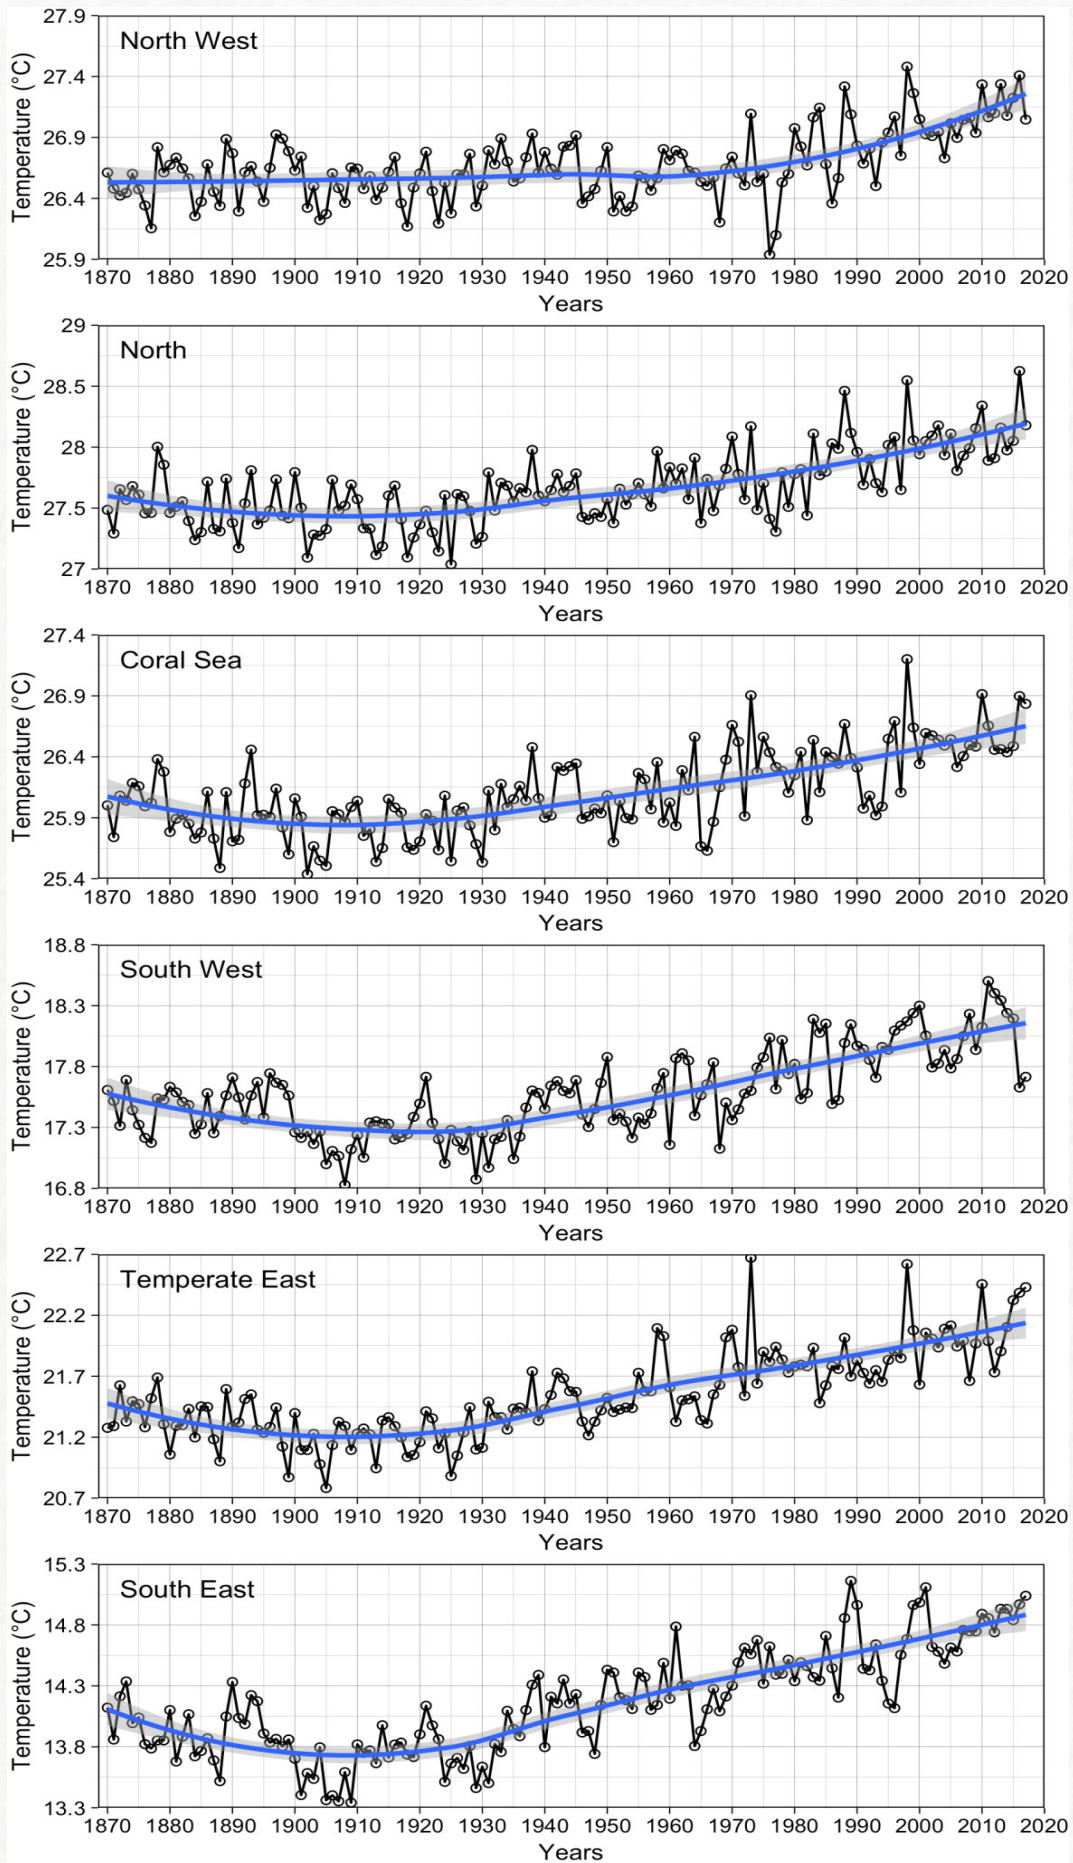 27.9
North West
27.4
26.9
26.4
25.9
Temperature (°C)
1870 1880 1890 1900 1910 1920 1930 1940 1950 1960 1970 1980 1990 2000 2010 2020
Years
29
North
28.5
28
27.5
27
Temperature (°C)
1870 1880 1890 1900 1910 1920 1930 1940 1950 1960 1970 1980 1990 2000 2010 2020
Years
27.4
Coral Sea
26.9
26.4
25.9
25.4
Temperature (°C)
1870 1880 1890 1900 1910 1920 1930 1940 1950 1960 1970 1980 1990 2000 2010 2020
Years
18.8
South West
18.3
17.8
17.3
16.8
Temperature (°C)
1870 1880 1890 1900 1910 1920 1930 1940 1950 1960 1970 1980 1990 2000 2010 2020
Years
22.7
Temperate East
22.2
21.7
21.2
20.7
Temperature (°C)
1870 1880 1890 1900 1910 1920 1930 1940 1950 1960 1970 1980 1990 2000 2010 2020
Years
15.3
South East
14.8
14.3
13.8
13.3
Temperature (°C)
1870 1880 1890 1900 1910 1920 1930 1940 1950 1960 1970 1980 1990 2000 2010 2020
Years